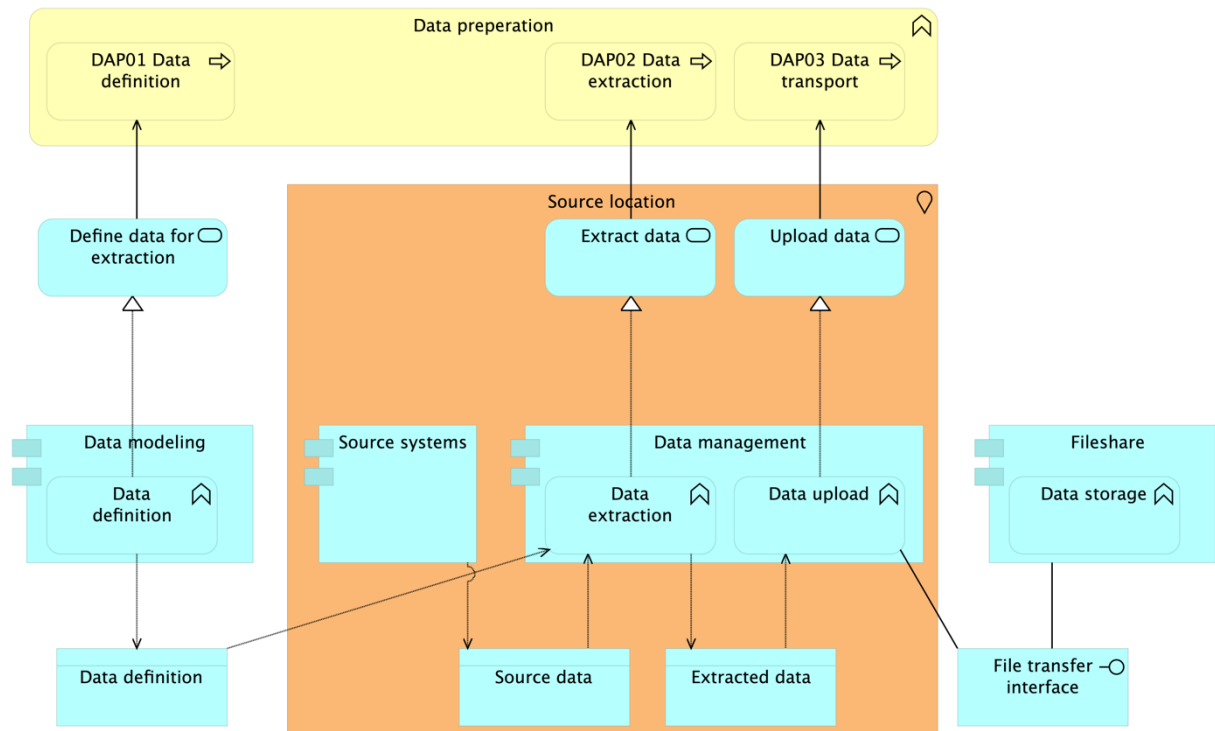 Data preperation
DAP01 Data
definition
DAP02 Data
extraction
DAP03 Data
transport
Source location
Define data for
extraction
Extract data
Upload data
Data modeling
Source systems
Data management
Fileshare
Data
definition
Data
extraction
Data upload
Data storage
Data definition
Source data
Extracted data
File transfer
interface